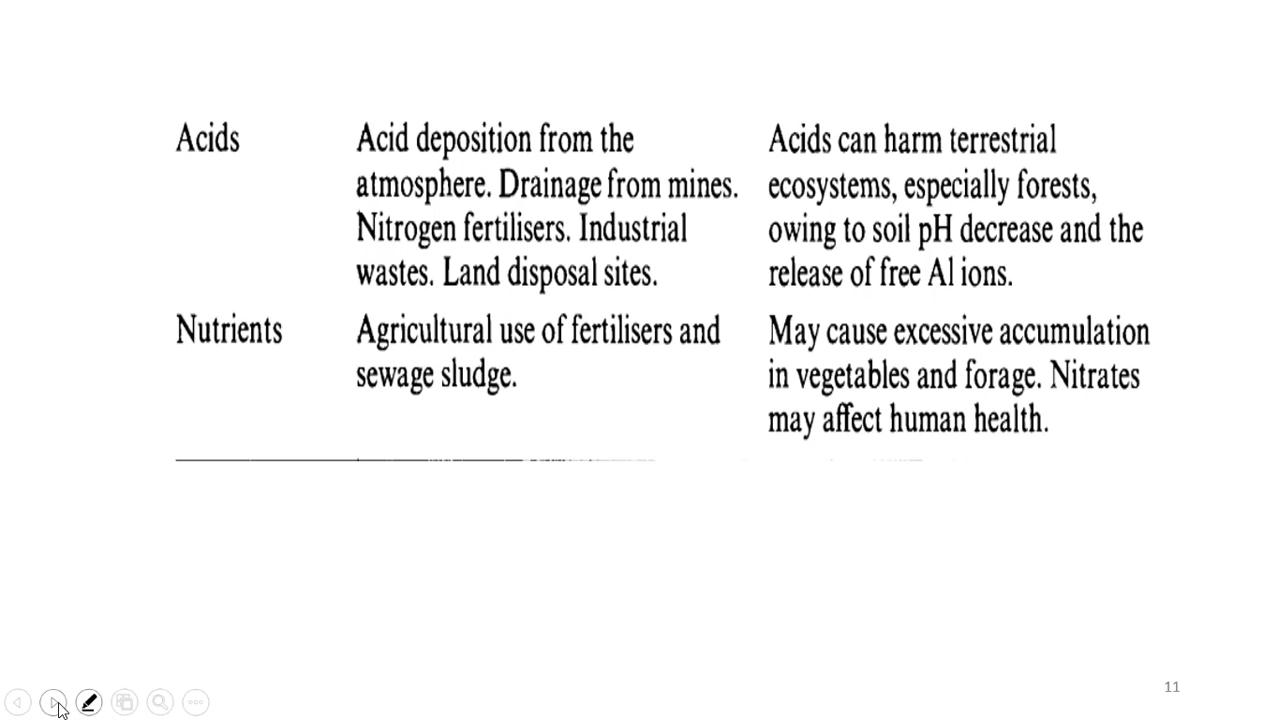 Acids
Acid deposition from the
atmosphere. Drainage from mines.
Nitrogen fertilisers. Industrial
wastes. Land disposal sites.
Acids can harm terrestrial
ecosystems, especially forests,
owing to soil pH decrease and the
release of free Al ions.
Nutrients
Agricultural use of fertilisers and
sewage sludge.
May cause excessive accumulation
in vegetables and forage. Nitrates
may affect human health.
11